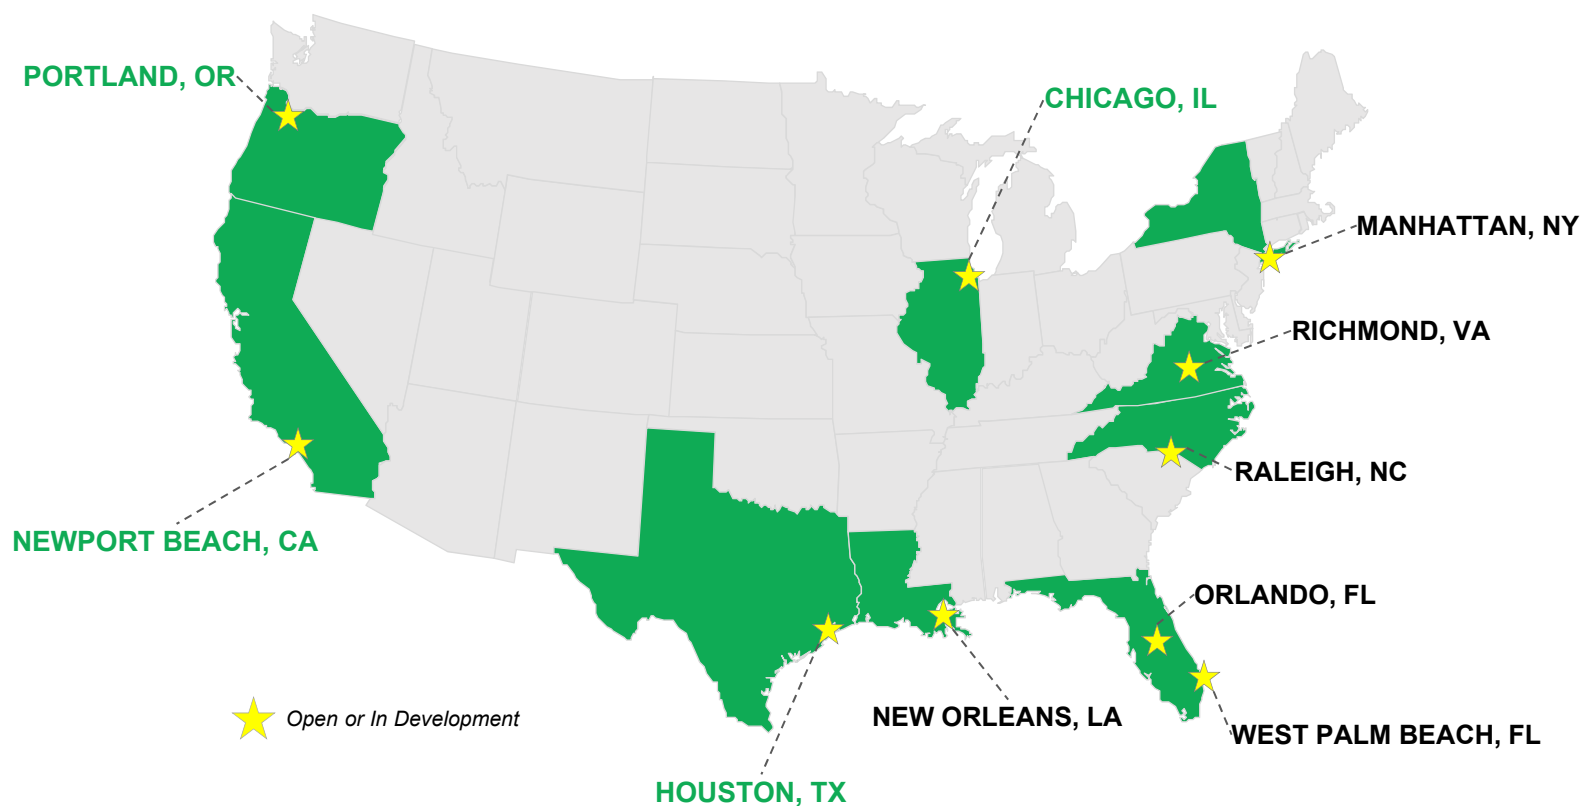 PORTLAND, OR
CHICAGO, IL
MANHATTAN, NY
RICHMOND, VA
RALEIGH, NC
NEWPORT BEACH, CA
ORLANDO, FL
NEW ORLEANS, LA
Open or In Development
WEST PALM BEACH, FL
HOUSTON, TX